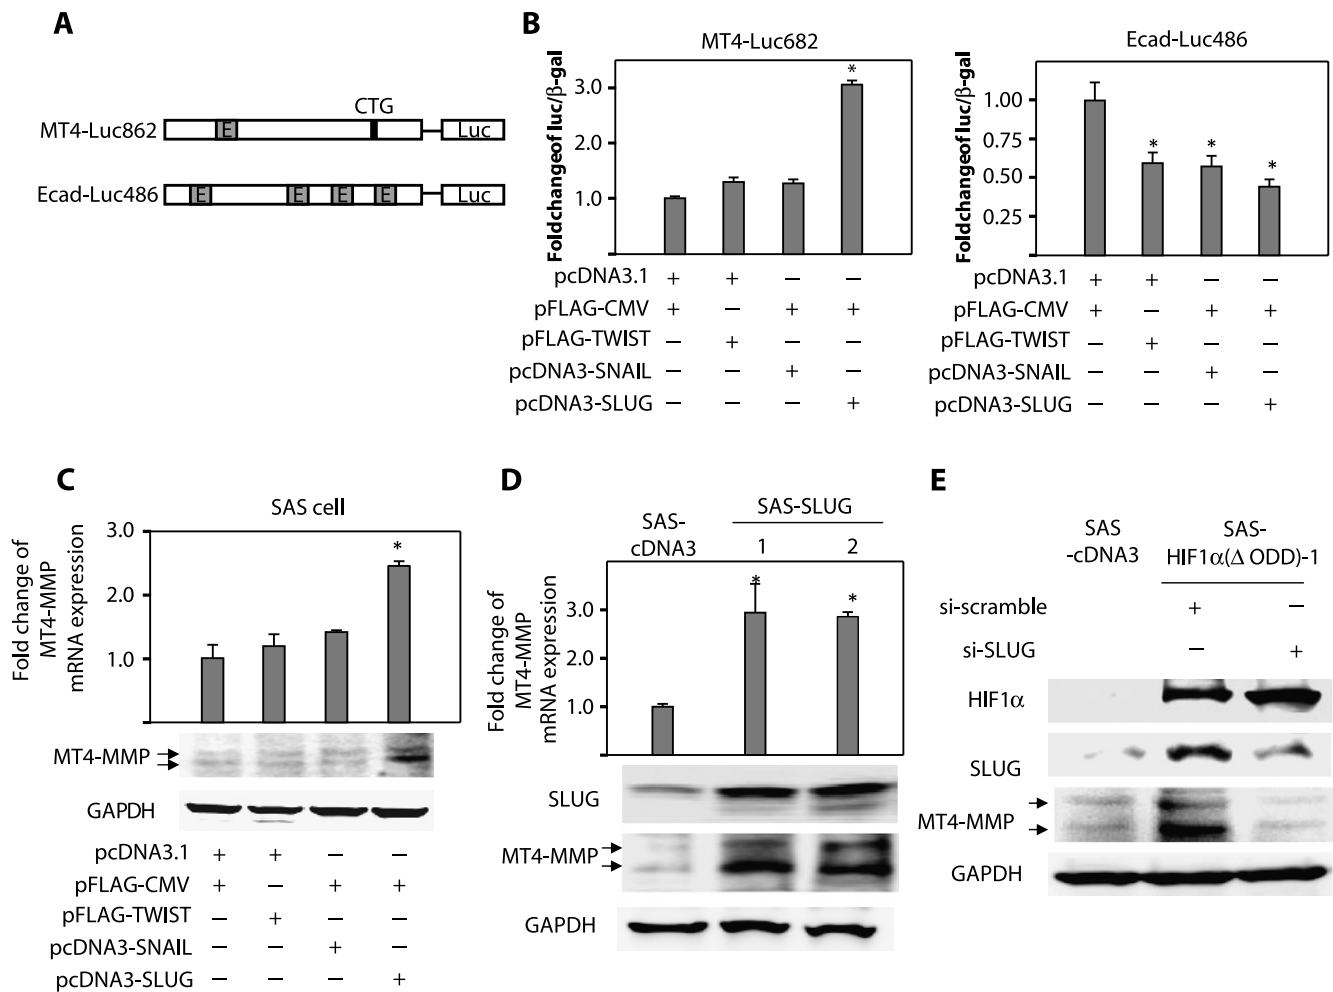 A
CTG
MT4-Luc862 E Luc
Ecad-Luc486 E E E E Luc
B
MT4-Luc682
Foldchangeof luc/β-gal
3.0
2.0
1.0
*
pcDNA3.1 + + – –
pFLAG-CMV + – + +
pFLAG-TWIST – + – –
pcDNA3-SNAIL – – + –
pcDNA3-SLUG – – – +
Ecad-Luc486
Foldchangeof luc/β-gal
1.00
0.75
0.50
0.25
* * *
pcDNA3.1 + + – –
pFLAG-CMV + – + +
pFLAG-TWIST – + – –
pcDNA3-SNAIL – – + –
pcDNA3-SLUG – – – +
C
SAS cell
Fold change of
MT4-MMP
mRNA expression
3.0
2.0
1.0
*
MT4-MMP
GAPDH
pcDNA3.1 + + – –
pFLAG-CMV + – + +
pFLAG-TWIST – + – –
pcDNA3-SNAIL – – + –
pcDNA3-SLUG – – – +
D
SAS-
cDNA3
SAS-SLUG
1 2
Fold change of
MT4-MMP
mRNA expression
3.0
2.0
1.0
* *
SLUG
MT4-MMP
GAPDH
E
SAS
-cDNA3
SAS-
HIF1α(Δ ODD)-1
si-scramble + –
si-SLUG – +
HIF1α
SLUG
MT4-MMP
GAPDH